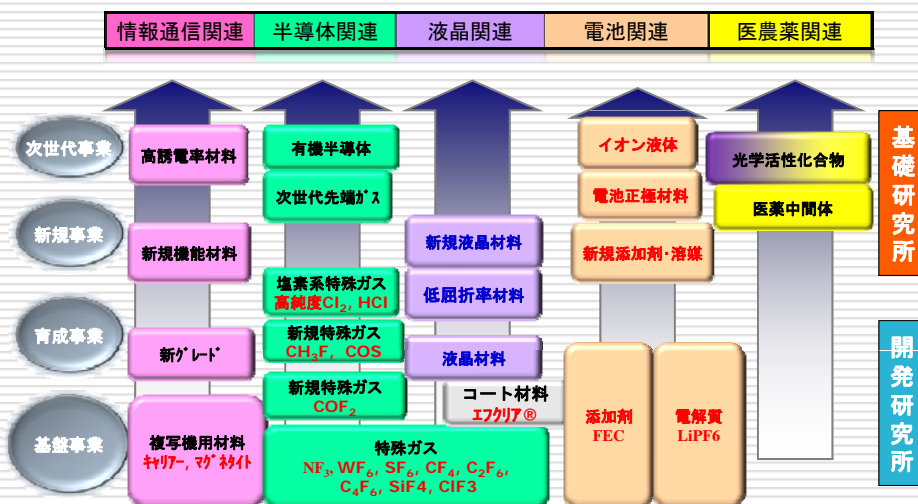 情報通信関連
半導体関連
液晶関連
電池関連
医農薬関連
次世代事業
新規事業
育成事業
基盤事業
高誘電率材料
新規機能材料
新ｸﾞﾚｰﾄﾞ
複写機用材料
ｷｬﾘｱｰ, ﾏｸﾞﾈﾀｲﾄ
有機半導体
次世代先端ｶﾞｽ
塩素系特殊ガス
高純度Cl₂, HCl
新規特殊ガス
CH₃F, COS
新規特殊ガス
COF₂
特殊ガス
NF₃, WF₆, SF₆, CF₄, C₂F₆,
C₄F₆, SiF4, ClF3
新規液晶材料
低屈折率材料
液晶材料
コート材料
ｴﾌｸﾘｱ®
イオン液体
電池正極材料
新規添加剤･溶媒
添加剤
FEC
電解質
LiPF6
光学活性化合物
医薬中間体
基礎研究所
開発研究所